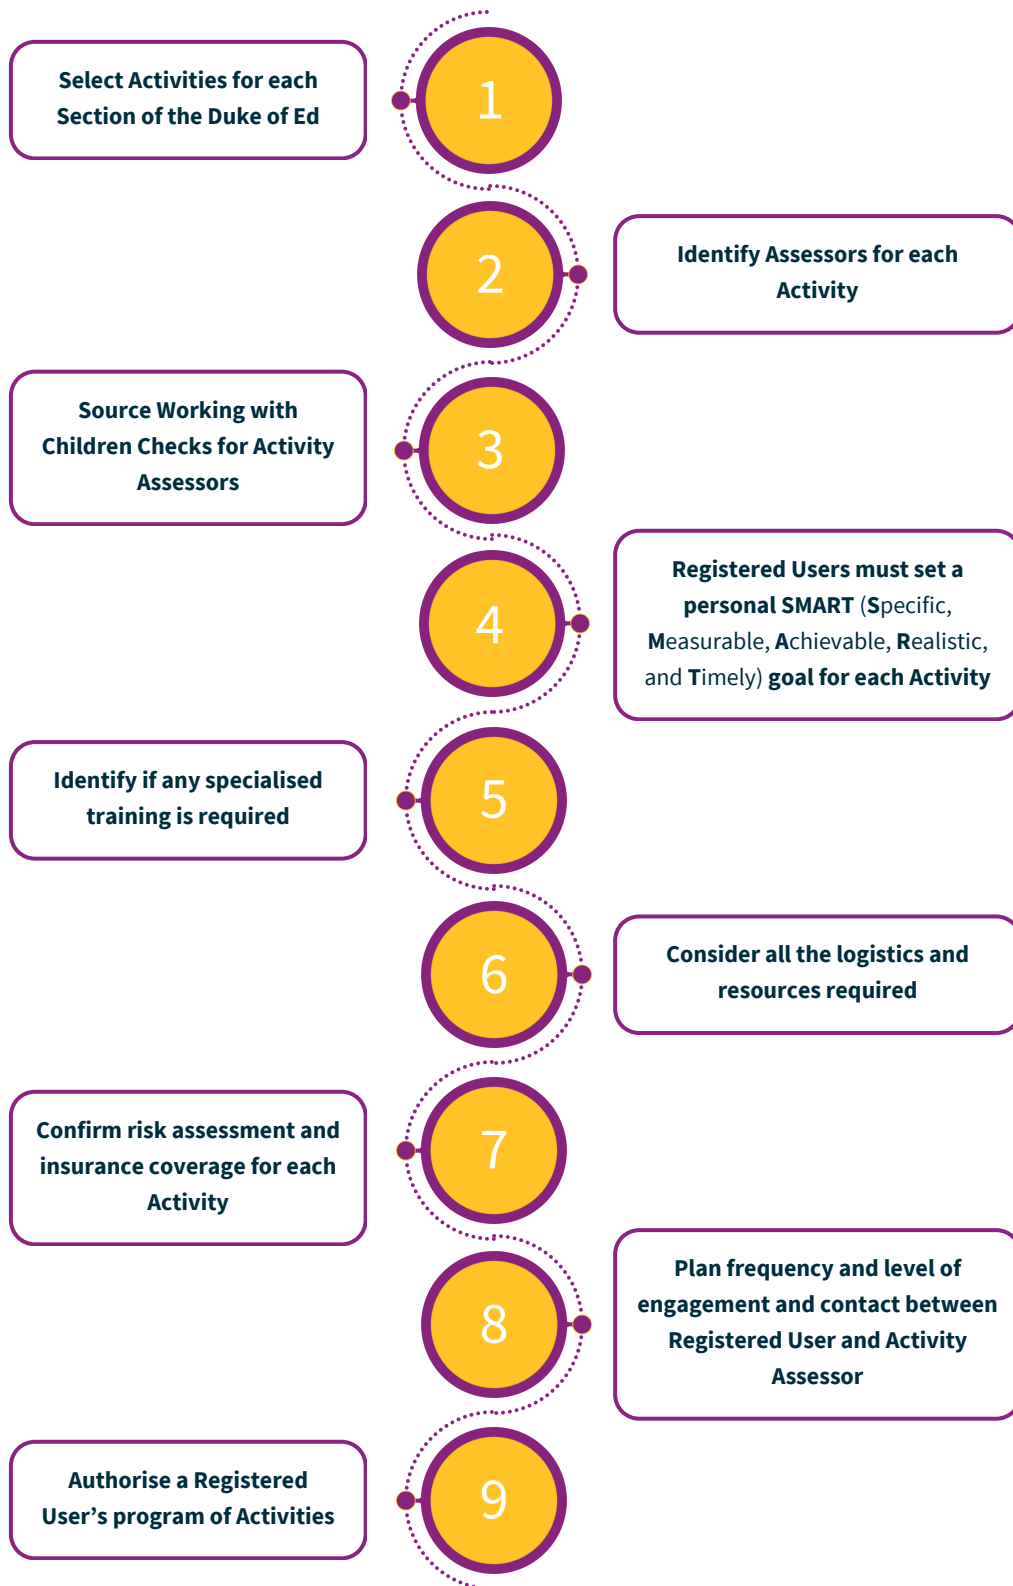 1
Select Activities for each
Section of the Duke of Ed
2
Identify Assessors for each
Activity
3
Source Working with
Children Checks for Activity
Assessors
4
Registered Users must set a
personal SMART (Specific,
Measurable, Achievable, Realistic,
and Timely) goal for each Activity
5
Identify if any specialised
training is required
6
Consider all the logistics and
resources required
7
Confirm risk assessment and
insurance coverage for each
Activity
8
Plan frequency and level of
engagement and contact between
Registered User and Activity
Assessor
9
Authorise a Registered
User’s program of Activities